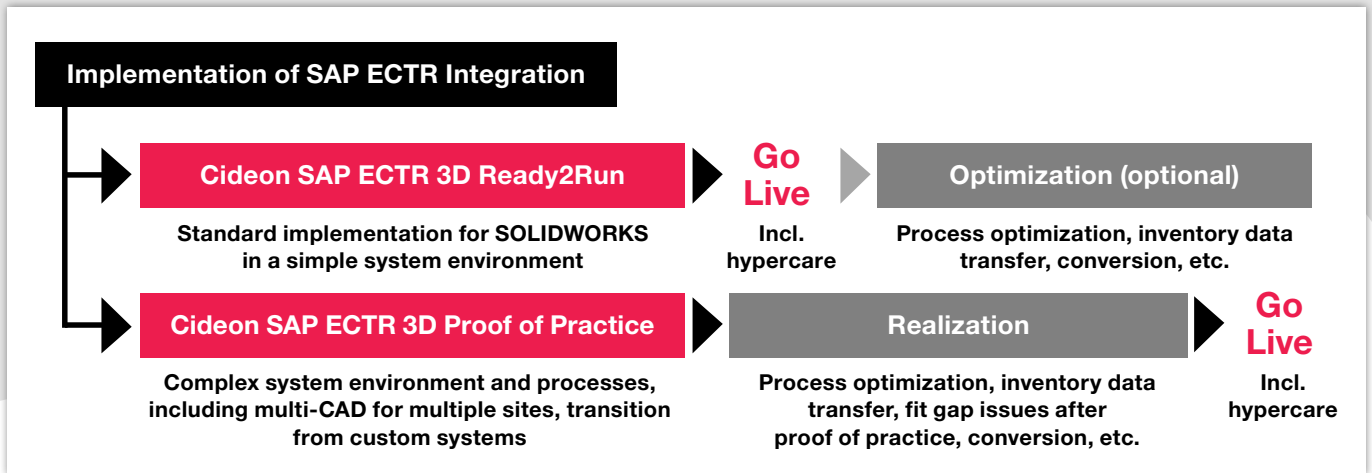 Implementation of SAP ECTR Integration
Cideon SAP ECTR 3D Ready2Run
Standard implementation for SOLIDWORKS
in a simple system environment
Go
Live
Incl.
hypercare
Optimization (optional)
Process optimization, inventory data
transfer, conversion, etc.
Cideon SAP ECTR 3D Proof of Practice
Complex system environment and processes,
including multi-CAD for multiple sites, transition
from custom systems
Realization
Process optimization, inventory data
transfer, fit gap issues after
proof of practice, conversion, etc.
Go
Live
Incl.
hypercare